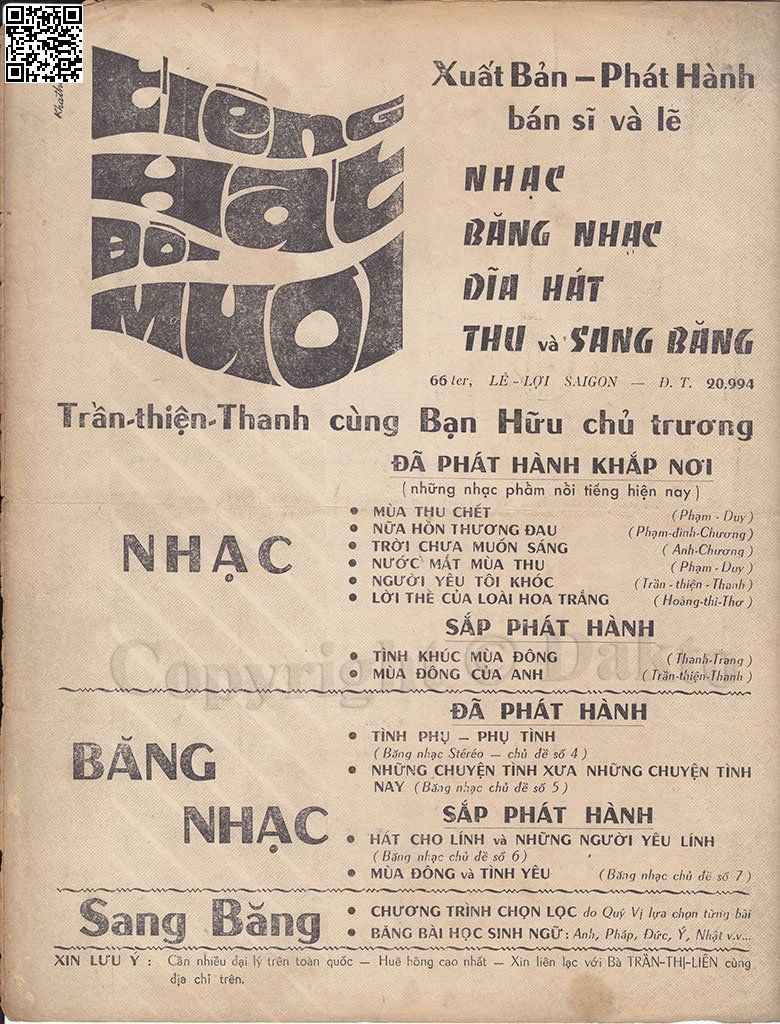 Tiếng
Hát
Đôi
Mươi
Xuất Bản – Phát Hành
bán sĩ và lẽ
NHẠC
BĂNG NHẠC
DĨA HÁT
THU và SANG BĂNG
66 ter, LÊ - LỢI SAIGON — Đ. T. 20.994
Trần-thiện-Thanh cùng Bạn Hữu chủ trương
NHẠC
ĐÃ PHÁT HÀNH KHẮP NƠI
(những nhạc phẩm nổi tiếng hiện nay)
• MÙA THU CHẾT (Phạm - Duy)
• NỮA HỒN THƯƠNG ĐAU (Phạm-đình-Chương)
• TRỜI CHƯA MUỐN SÁNG (Anh-Chương)
• NƯỚC MẮT MÙA THU (Phạm - Duy)
• NGƯỜI YÊU TÔI KHÓC (Trần - thiện - Thanh)
• LỜI THỀ CỦA LOÀI HOA TRẮNG (Hoàng-thi-Thơ)
SẮP PHÁT HÀNH
• TÌNH KHÚC MÙA ĐÔNG (Thanh-Trang)
• MÙA ĐÔNG CỦA ANH (Trần-thiện-Thanh)
BĂNG
NHẠC
ĐÃ PHÁT HÀNH
• TÌNH PHỤ – PHỤ TÌNH
(Băng nhạc Stéréo — chủ đề số 4)
• NHỮNG CHUYỆN TÌNH XƯA NHỮNG CHUYỆN TÌNH
NAY (Băng nhạc chủ đề số 5)
SẮP PHÁT HÀNH
• HÁT CHO LÍNH và NHỮNG NGƯỜI YÊU LÍNH
(Băng nhạc chủ đề số 6)
• MÙA ĐÔNG và TÌNH YÊU (Băng nhạc chủ đề số 7)
Sang Băng
• CHƯƠNG TRÌNH CHỌN LỌC do Quý Vị lựa chọn từng bài
• BĂNG BÀI HỌC SINH NGỮ : Anh, Pháp, Đức, Ý, Nhật v.v...
XIN LƯU Ý : Cần nhiều đại lý trên toàn quốc — Huê hồng cao nhất — Xin liên lạc với Bà TRẦN-THỊ-LIÊN cùng
địa chỉ trên.
Copyright ©